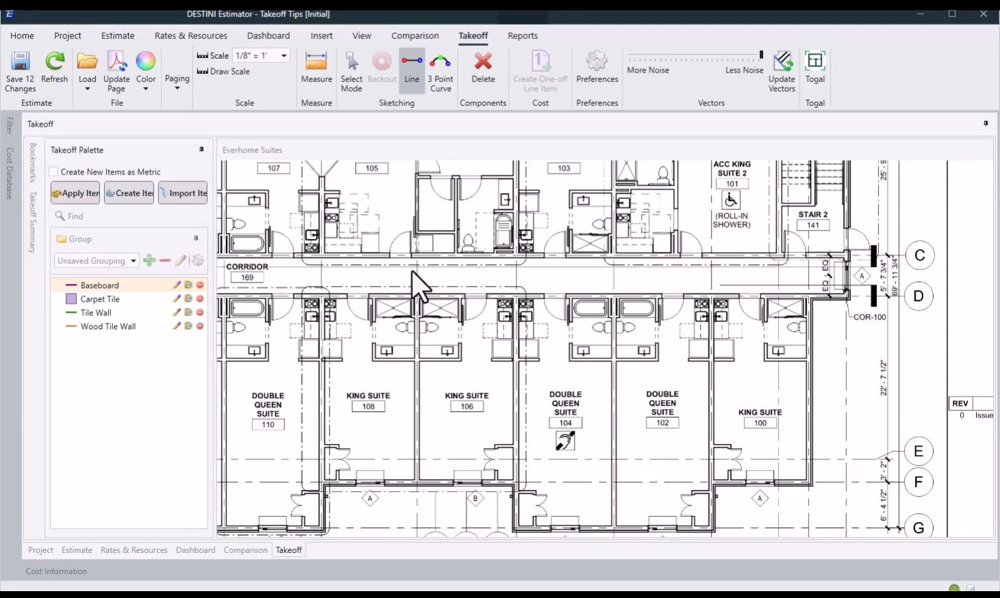 DESTINI Estimator - Takeoff Tips [Initial]
Home Project Estimate Rates & Resources Dashboard Insert View Comparison Takeoff Reports
Save 12 Changes
Refresh
Load
Update Page
Color
Paging
Scale 1/8" = 1'
Draw Scale
Measure
Select Mode
Backout
Line
3 Point Curve
Delete
Create One-off Line Item
Preferences
More Noise
Less Noise
Update Vectors
Togal
Estimate File Scale Measure Sketching Components Cost Preferences Vectors Togal
Filter
Cost Database
Takeoff
Bookmarks
Takeoff Summary
Takeoff Palette
Create New Items as Metric
Apply Iter
Create Ite
Import Ite
Find
Group
Unsaved Grouping
Baseboard
Carpet Tile
Tile Wall
Wood Tile Wall
Everhome Suites
107
105
103
ACC KING
SUITE 2
101
(ROLL-IN
SHOWER)
STAIR 2
141
25' - 9
CORRIDOR
169
EQ
EQ
A
5' - 7 3/4"
69' - 11 3/4"
C
D
COR-100
DOUBLE
QUEEN
SUITE
110
KING SUITE
108
KING SUITE
106
DOUBLE
QUEEN
SUITE
104
DOUBLE
QUEEN
SUITE
102
KING SUITE
100
22' - 7 1/2"
REV
0 Issue
E
3' - 2"
F
A
B
A
6' - 4 1/2"
G
Project Estimate Rates & Resources Dashboard Comparison Takeoff
Cost Information